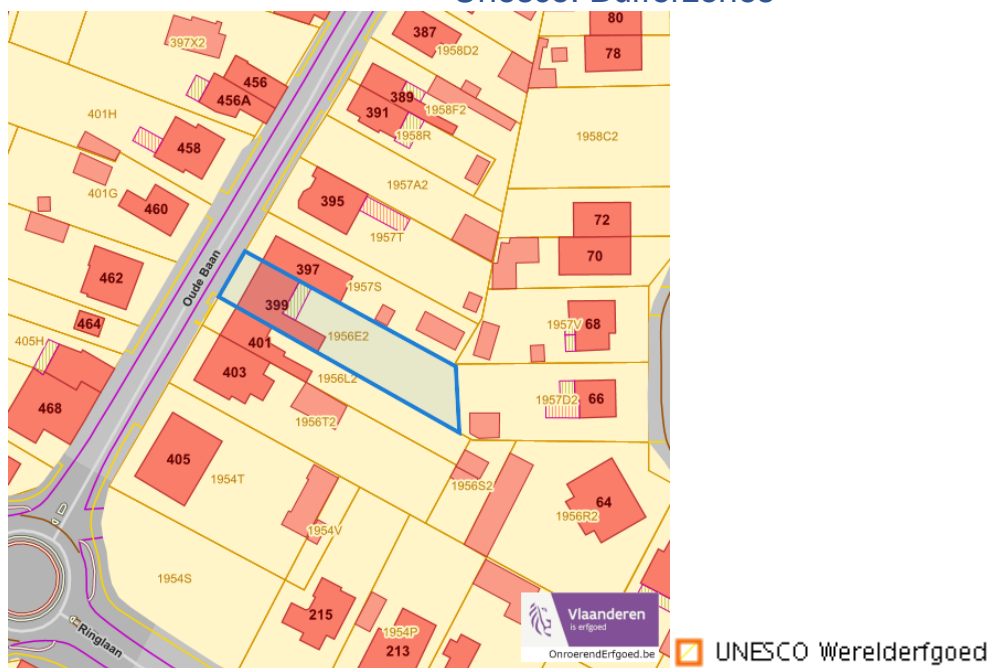 Unesco: Bufferzones
80
387
397X2
1958D2
78
456
389
456A
391
1958F2
401H
1958R
1958C2
458
1957A2
401G
395
460
72
1957T
70
Oude Baan
462
397
1957S
399
464
1957V
68
405H
401
1956E2
403
1956L2
1957D2
66
468
1956T2
405
1954T
1956S2
64
1956R2
1954V
1954S
215
1954P
213
Ringlaan
Vlaanderen
is erfgoed
OnroerendErfgoed.be
UNESCO Werelderfgoed